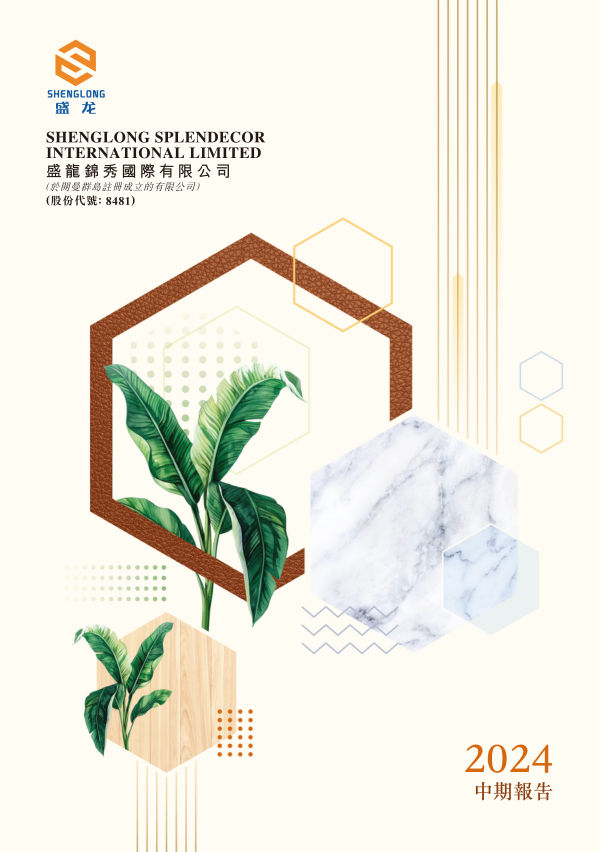 SHENGLONG
盛龙
SHENGLONG SPLENDECOR
INTERNATIONAL LIMITED
盛龍錦秀國際有限公司
(於開曼群島註冊成立的有限公司)
(股份代號: 8481)
2024
中期報告